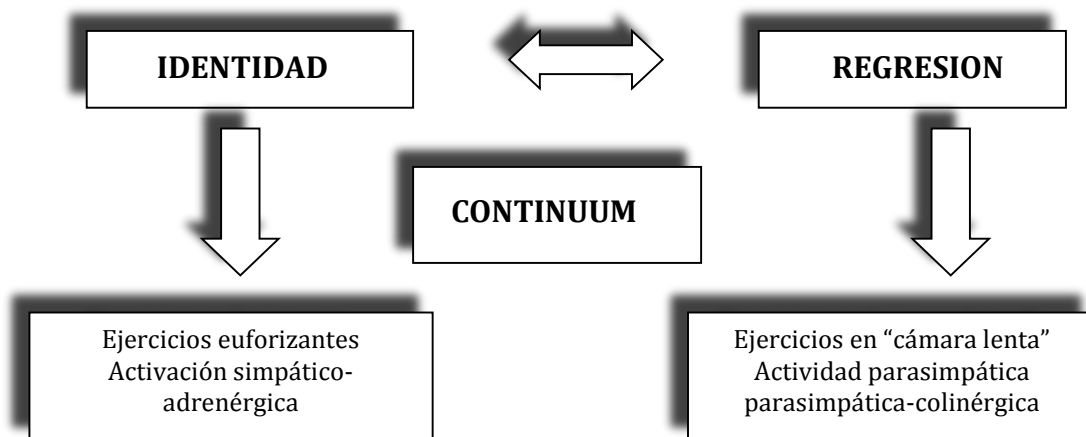 IDENTIDAD
REGRESION
CONTINUUM
Ejercicios euforizantes
Activación simpático-
adrenérgica
Ejercicios en “cámara lenta”
Actividad parasimpática
parasimpática-colinérgica